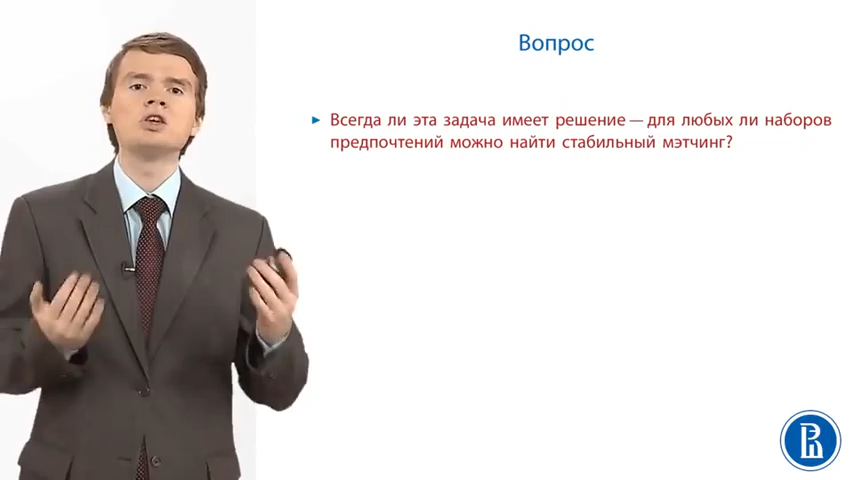 Вопрос
Всегда ли эта задача имеет решение — для любых ли наборов
предпочтений можно найти стабильный мэтчинг?